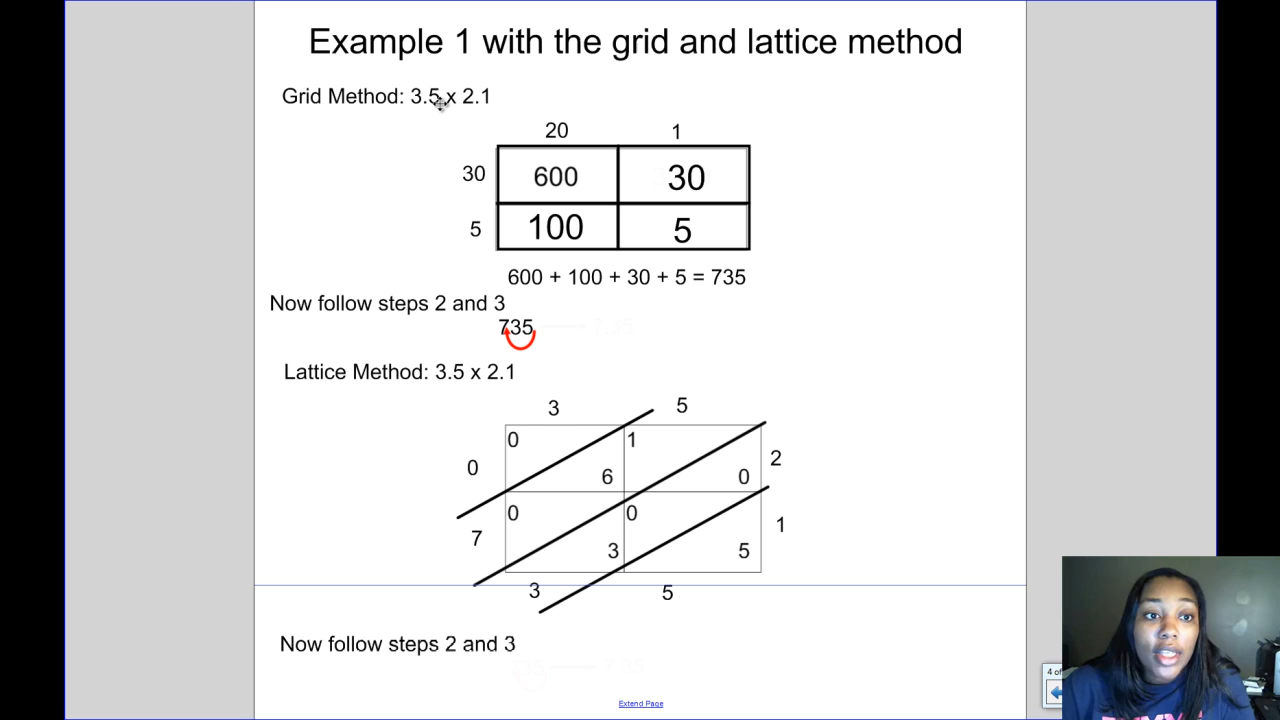 Example 1 with the grid and lattice method
Grid Method: 3.5 x 2.1
20 1
30 600 30
5 100 5
600 + 100 + 30 + 5 = 735
Now follow steps 2 and 3
735
Lattice Method: 3.5 x 2.1
3 5
0 1
0 6 0 2
0 0
7 3 5 1
3 5
Now follow steps 2 and 3
4 of
Extend Page